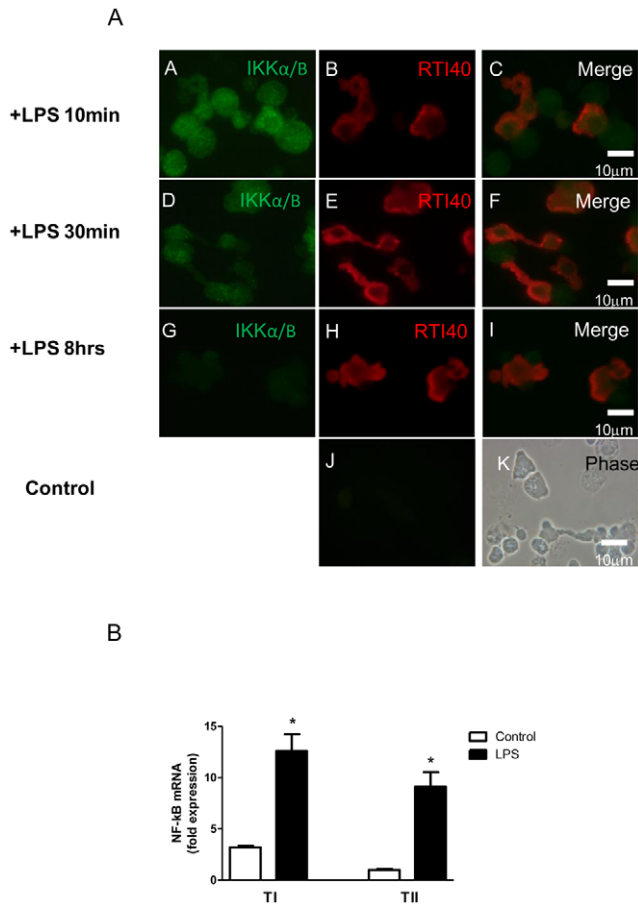 A
+LPS 10min
A IKKα/B
B RTI40
C Merge
10μm
+LPS 30min
D IKKα/B
E RTI40
F Merge
10μm
+LPS 8hrs
G IKKα/B
H RTI40
I Merge
10μm
Control
J
K Phase
10μm
B
NF-kB mRNA
(fold expression)
15
10
5
0
*
*
Control
LPS
TI
TII